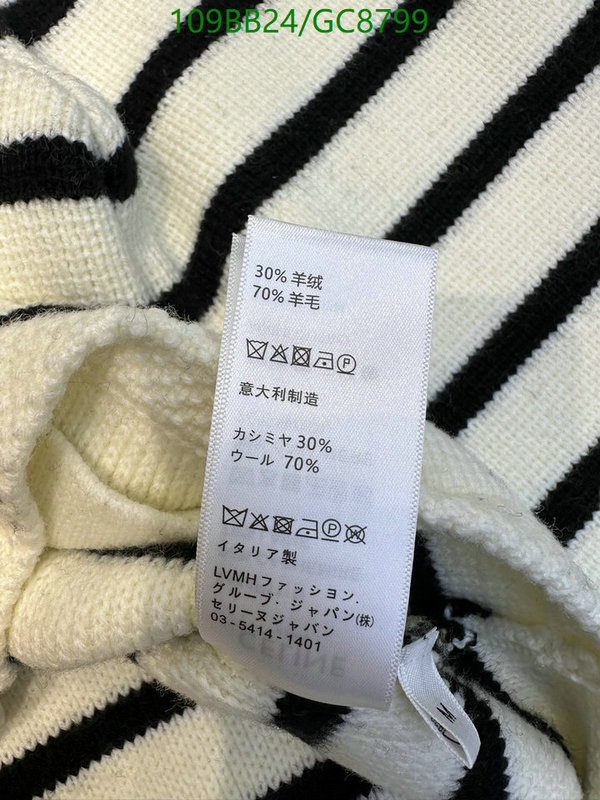 109BB24/GC8799
30% 羊绒
70% 羊毛
意大利制造
カシミヤ 30%
ウール 70%
イタリア製
LVMHファッション.
グループ. ジャパン(株)
セリーヌジャパン
03-5414-1401